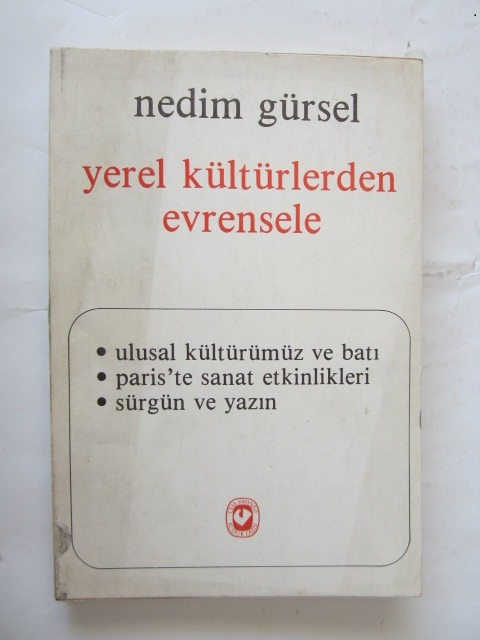 nedim gürsel
yerel kültürlerden
evrensele
• ulusal kültürümüz ve batı
• paris'te sanat etkinlikleri
• sürgün ve yazın